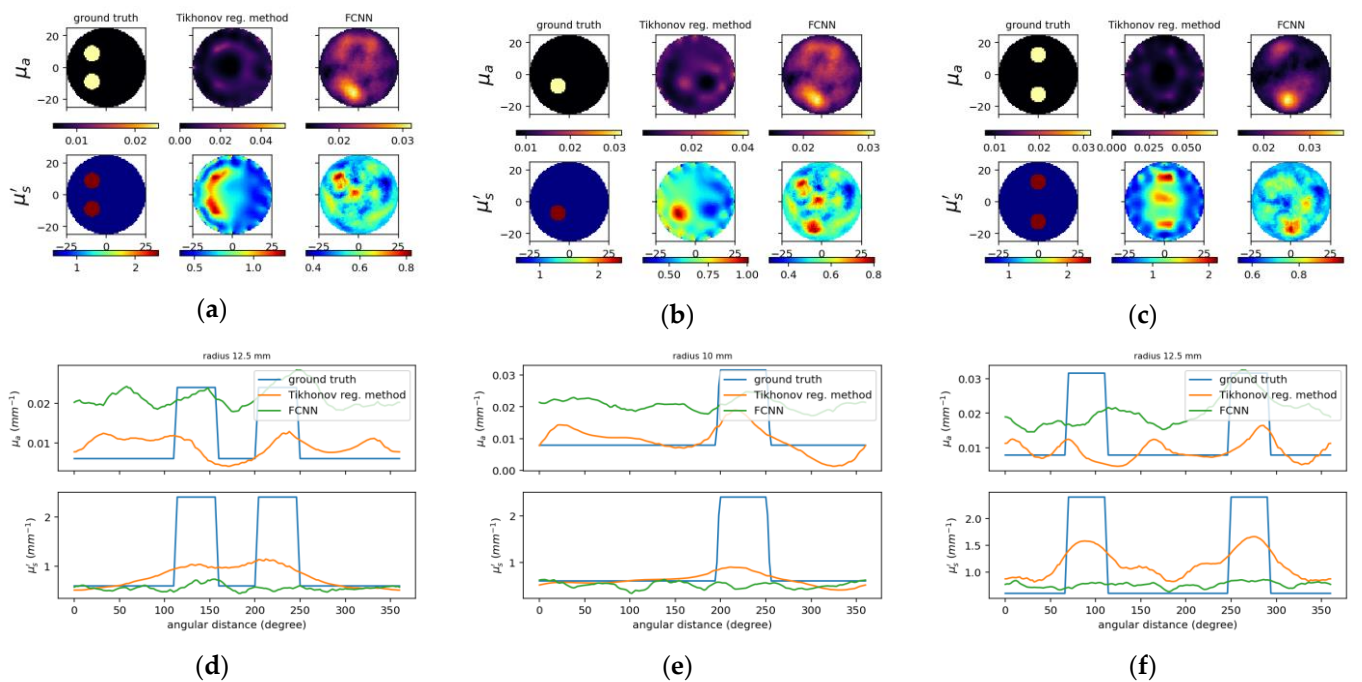 ground truth Tikhonov reg. method FCNN
μa
20
0
−20
0.01 0.02 0.00 0.02 0.04 0.02 0.03
μ′s
20
0
−20
−25 0 25 −25 0 25 −25 0 25
1 2 0.5 1.0 0.4 0.6 0.8
(a)
ground truth Tikhonov reg. method FCNN
μa
20
0
−20
0.01 0.02 0.03 0.02 0.04 0.02 0.03
μ′s
20
0
−20
−25 0 25 −25 0 25 −25 0 25
1 2 0.50 0.75 1.00 0.4 0.6 0.8
(b)
ground truth Tikhonov reg. method FCNN
μa
20
0
−20
0.01 0.02 0.03 0.000 0.025 0.050 0.02 0.03
μ′s
20
0
−20
−25 0 25 −25 0 25 −25 0 25
1 2 1 2 0.6 0.8
(c)
radius 12.5 mm
ground truth
Tikhonov reg. method
FCNN
μa (mm−1)
0.02
0.01
μ′s (mm−1)
2
1
0 50 100 150 200 250 300 350
angular distance (degree)
(d)
radius 10 mm
ground truth
Tikhonov reg. method
FCNN
μa (mm−1)
0.03
0.02
0.01
0.00
μ′s (mm−1)
2
1
0 50 100 150 200 250 300 350
angular distance (degree)
(e)
radius 12.5 mm
ground truth
Tikhonov reg. method
FCNN
μa (mm−1)
0.03
0.02
0.01
μ′s (mm−1)
2.0
1.5
1.0
0 50 100 150 200 250 300 350
angular distance (degree)
(f)